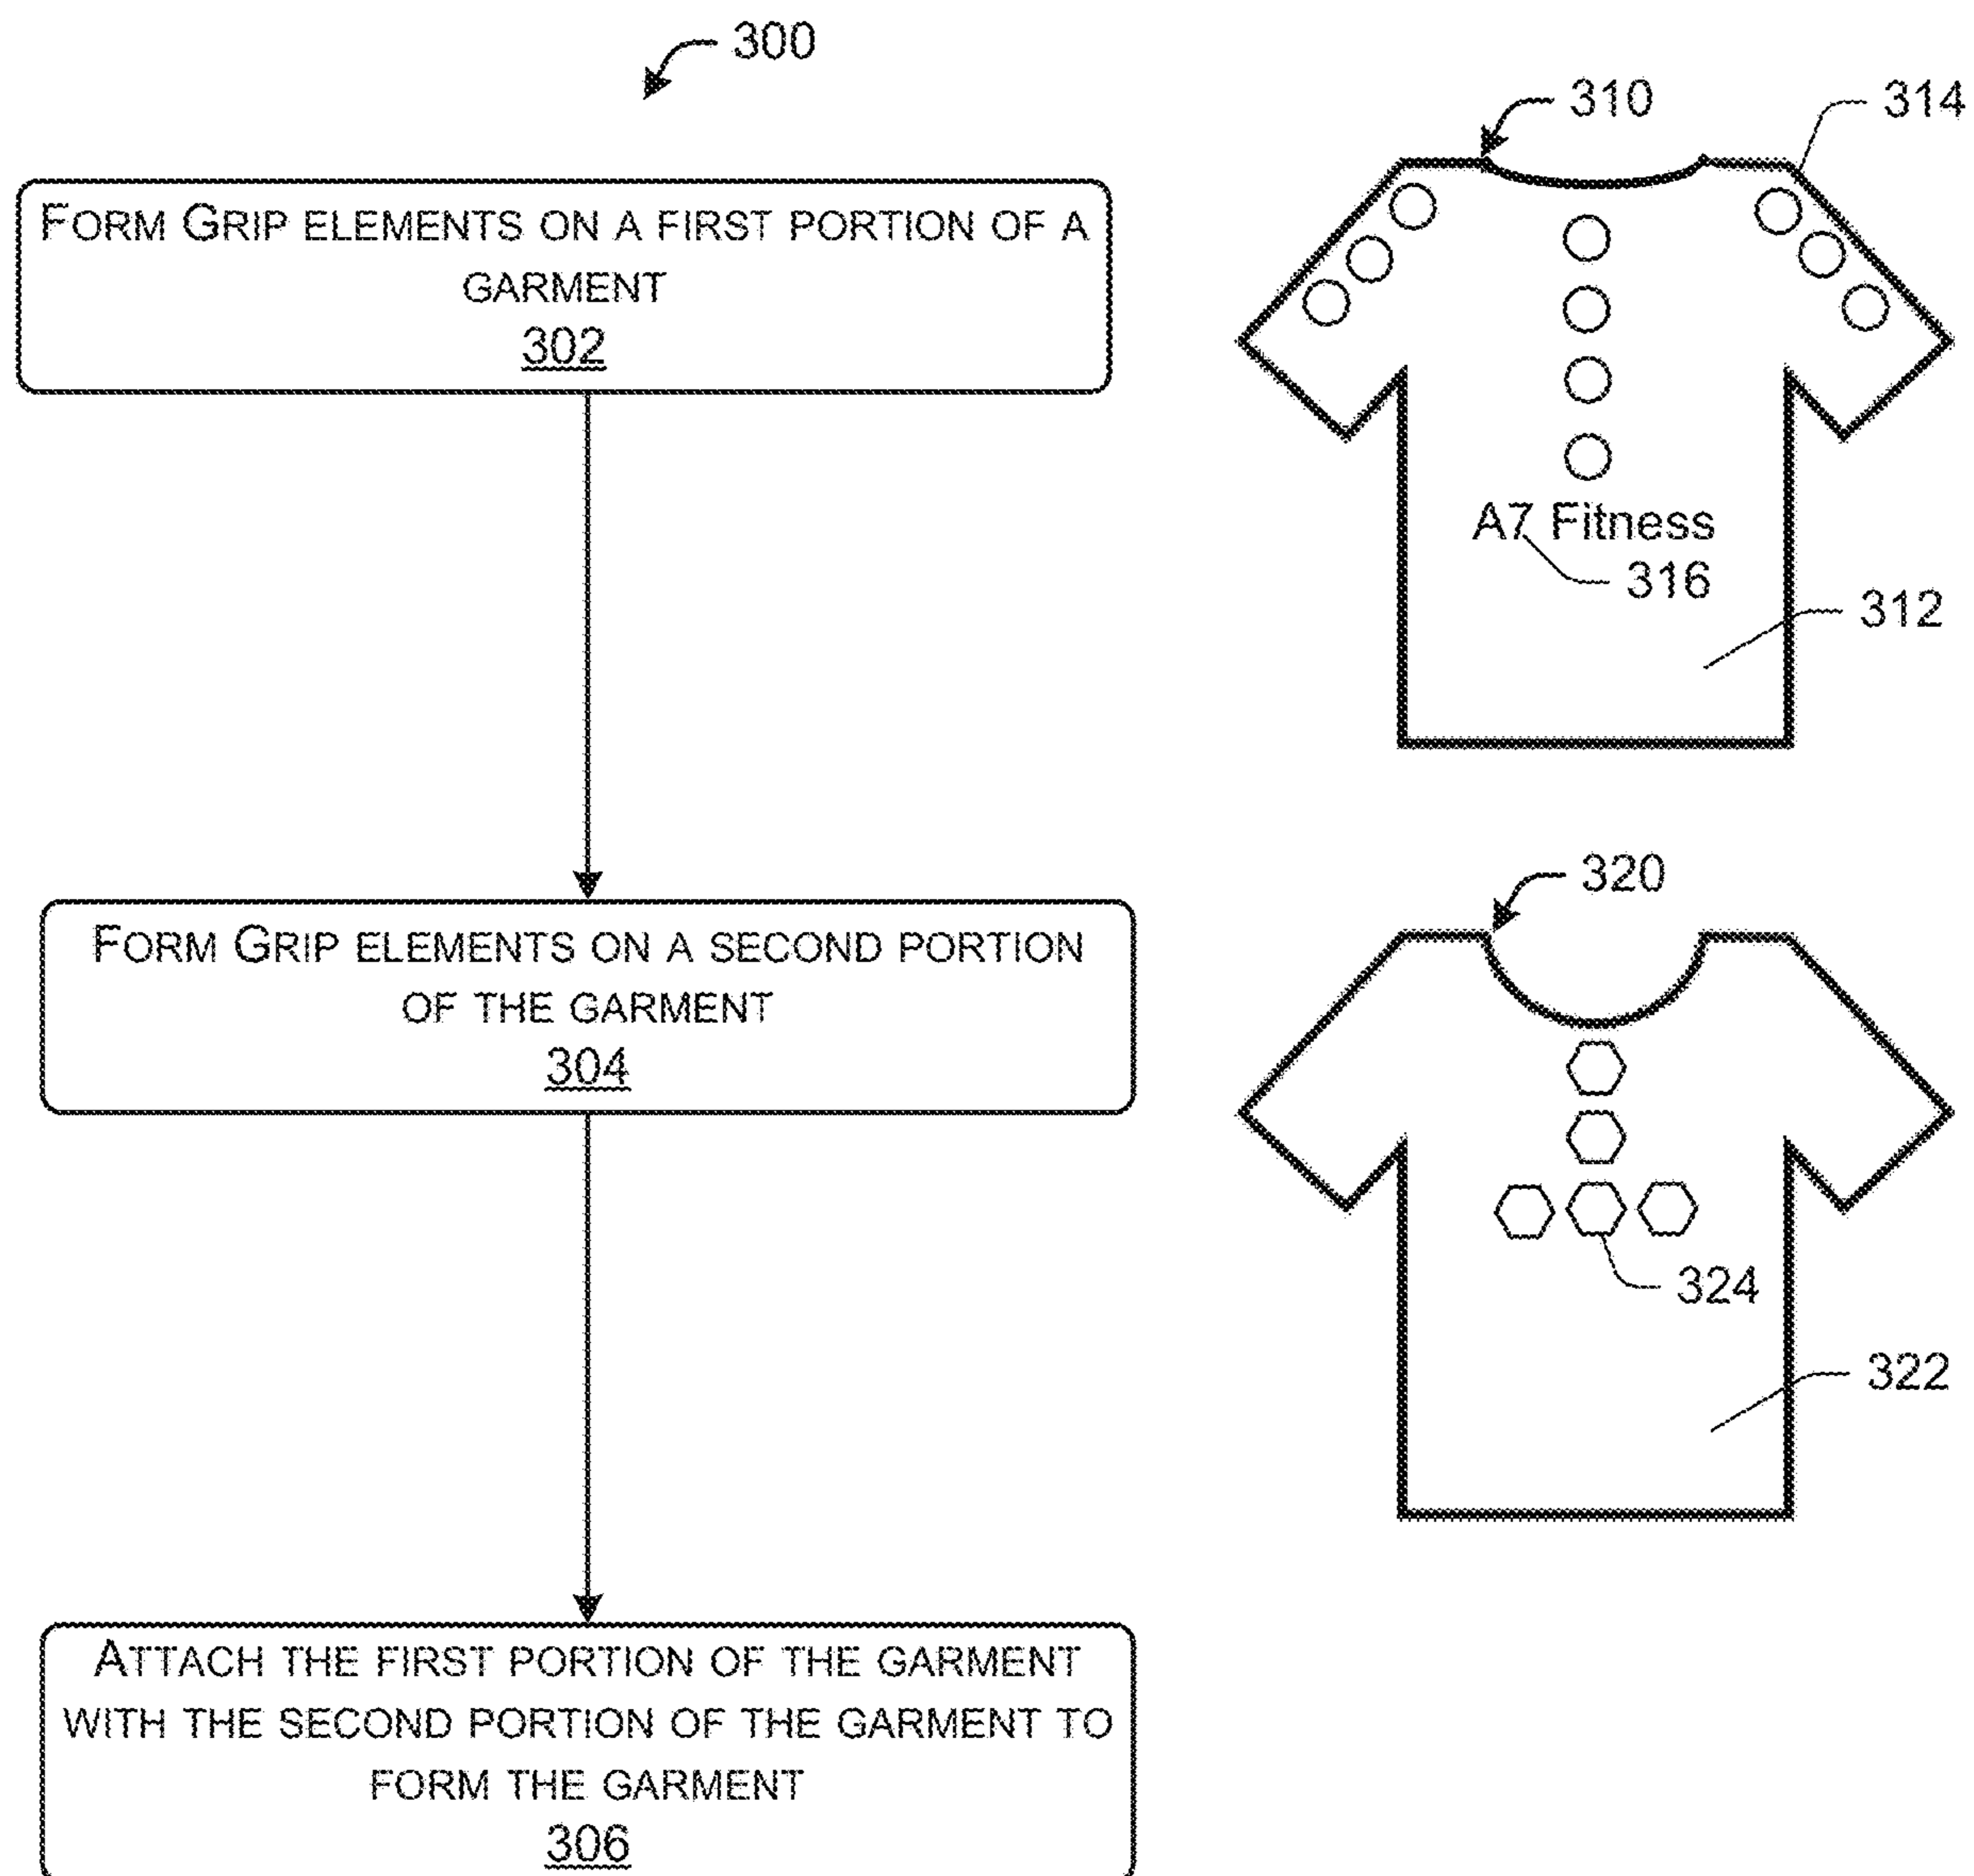 300
310
314
FORM GRIP ELEMENTS ON A FIRST PORTION OF A
GARMENT
302
A7 Fitness
316
312
320
FORM GRIP ELEMENTS ON A SECOND PORTION
OF THE GARMENT
304
324
322
ATTACH THE FIRST PORTION OF THE GARMENT
WITH THE SECOND PORTION OF THE GARMENT TO
FORM THE GARMENT
306